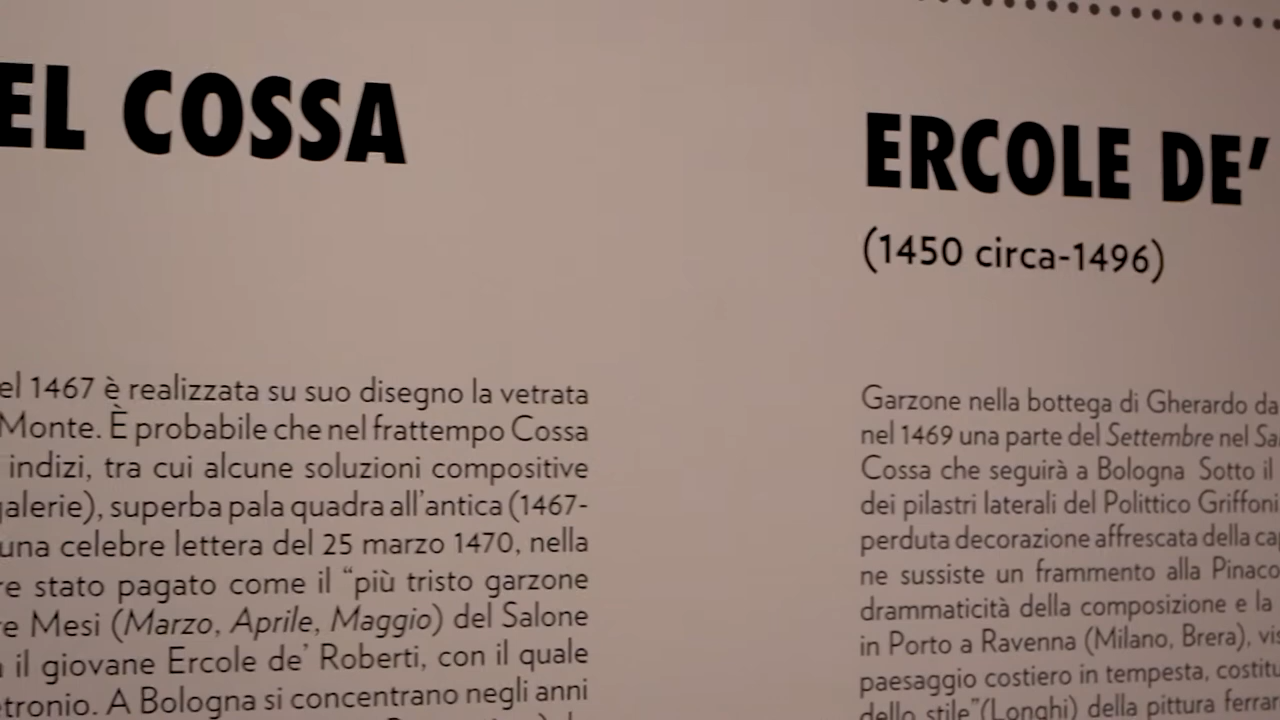 EL COSSA
el 1467 è realizzata su suo disegno la vetrata
Monte. È probabile che nel frattempo Cossa
indizi, tra cui alcune soluzioni compositive
galerie), superba pala quadra all'antica (1467-
una celebre lettera del 25 marzo 1470, nella
re stato pagato come il “più tristo garzone
re Mesi (Marzo, Aprile, Maggio) del Salone
il giovane Ercole de' Roberti, con il quale
etronio. A Bologna si concentrano negli anni
ERCOLE DE'
(1450 circa-1496)
Garzone nella bottega di Gherardo da
nel 1469 una parte del Settembre nel Sa
Cossa che seguirà a Bologna Sotto il
dei pilastri laterali del Polittico Griffoni
perduta decorazione affrescata della ca
ne sussiste un frammento alla Pinaco
drammaticità della composizione e la
in Porto a Ravenna (Milano, Brera), vis
paesaggio costiero in tempesta, costitu
dello stile”(Longhi) della pittura ferrar